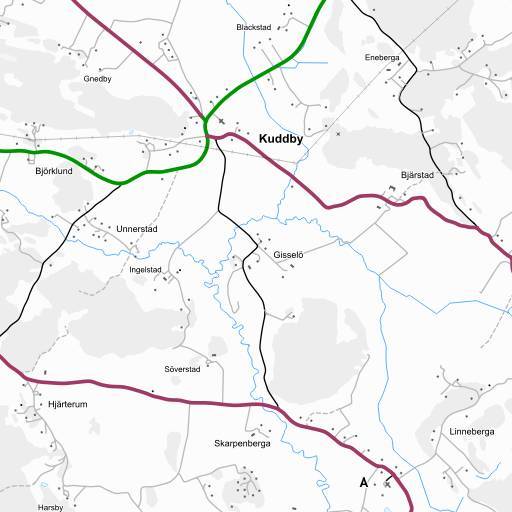 Blackstad
Eneberga
Gnedby
Kuddby
Björklund
Bjärstad
Unnerstad
Gisselö
Ingelstad
Söverstad
Hjärterum
Linneberga
Skarpenberga
A
Harsby